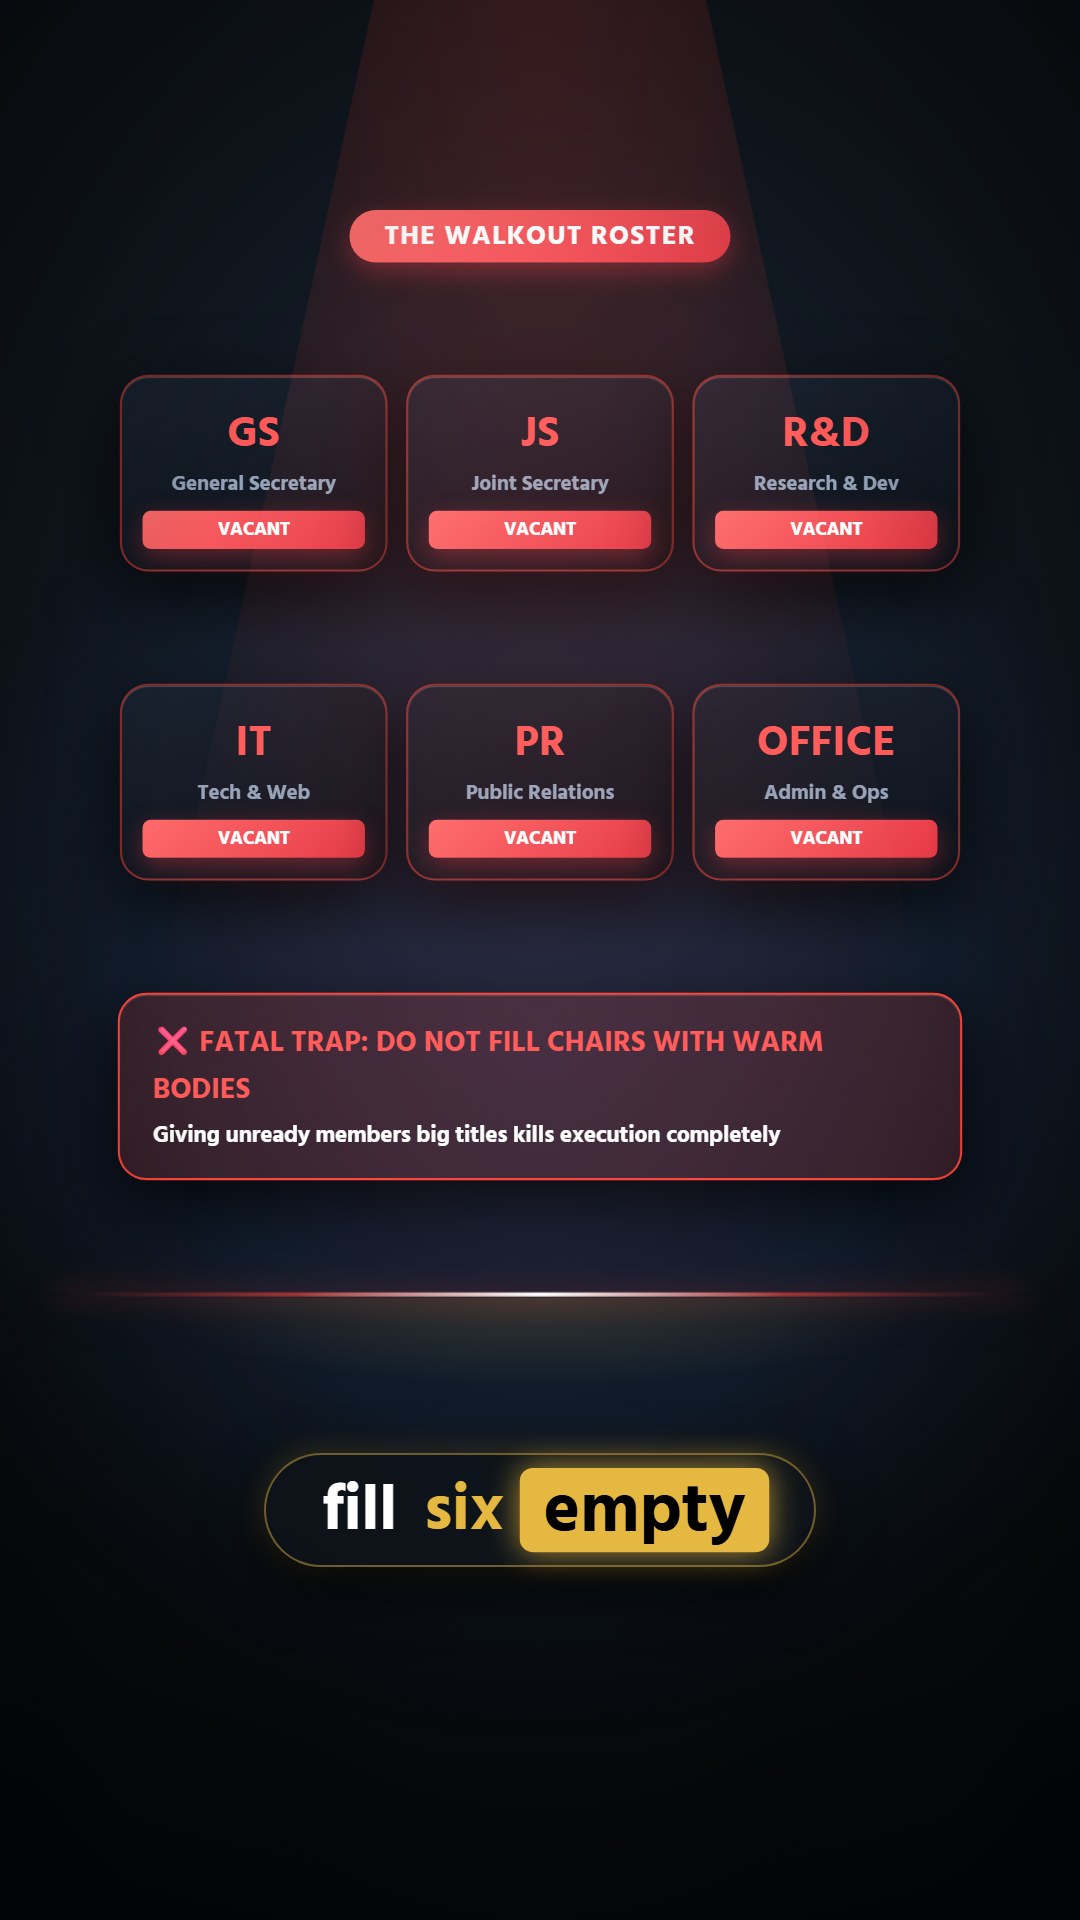 THE WALKOUT ROSTER
GS
General Secretary
VACANT
JS
Joint Secretary
VACANT
R&D
Research & Dev
VACANT
IT
Tech & Web
VACANT
PR
Public Relations
VACANT
OFFICE
Admin & Ops
VACANT
❌ FATAL TRAP: DO NOT FILL CHAIRS WITH WARM
BODIES
Giving unready members big titles kills execution completely
fill six empty